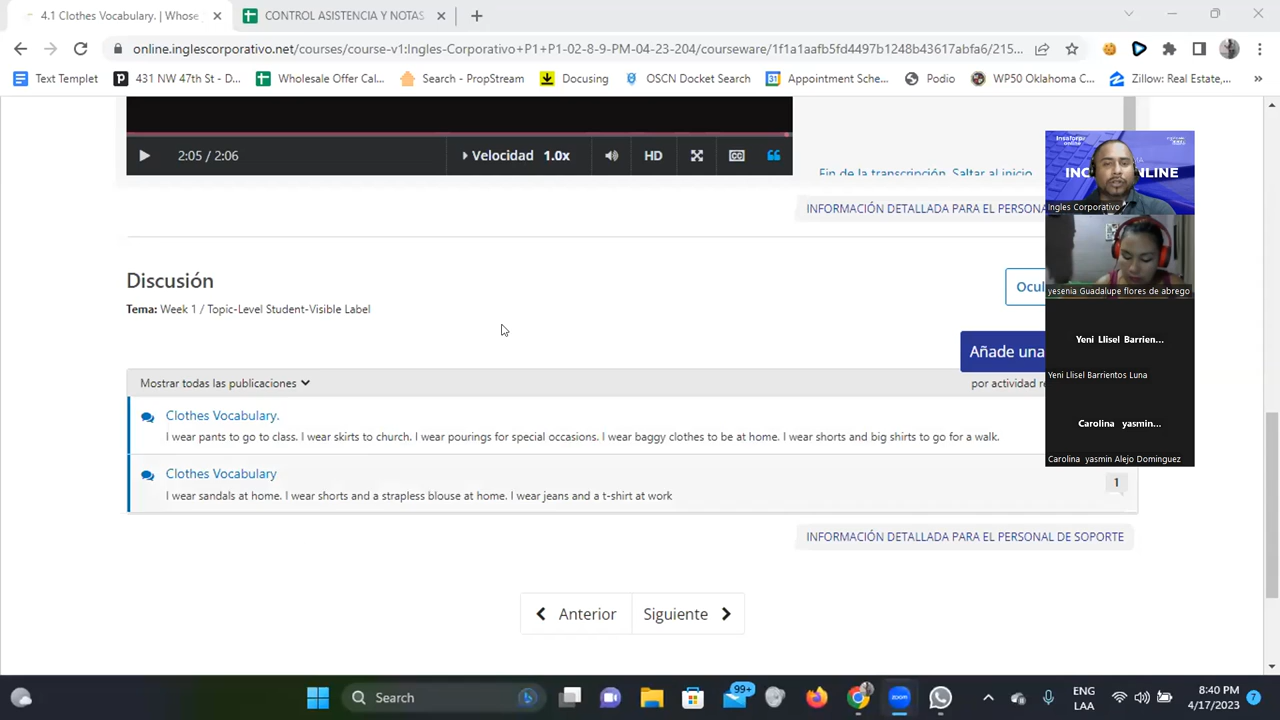 4.1 Clothes Vocabulary. | Whose
CONTROL ASISTENCIA Y NOTAS
online.inglescorporativo.net/courses/course-v1:Ingles-Corporativo+P1+P1-02-8-9-PM-04-23-204/courseware/1f1a1aafb5fd4497b1248b43617abfa6/215...
Text Templet
431 NW 47th St - D...
Wholesale Offer Cal...
Search - PropStream
Docusing
OSCN Docket Search
Appointment Sche...
Podio
WP50 Oklahoma C...
Zillow: Real Estate,...
2:05 / 2:06
Velocidad 1.0x
HD
Fin de la transcripción. Saltar al inicio
INFORMACIÓN DETALLADA PARA EL PERSONA
Ingles Corporativo
yesenia Guadalupe flores de abrego
Yeni Llisel Barrien...
Yeni Llisel Barrientos Luna
Carolina yasmin...
Carolina yasmin Alejo Dominguez
Discusión
Ocul
Tema: Week 1 / Topic-Level Student-Visible Label
Añade una
Mostrar todas las publicaciones
por actividad re
Clothes Vocabulary.
I wear pants to go to class. I wear skirts to church. I wear pourings for special occasions. I wear baggy clothes to be at home. I wear shorts and big shirts to go for a walk.
Clothes Vocabulary
1
I wear sandals at home. I wear shorts and a strapless blouse at home. I wear jeans and a t-shirt at work
INFORMACIÓN DETALLADA PARA EL PERSONAL DE SOPORTE
Anterior
Siguiente
Search
99+
zoom
ENG
LAA
8:40 PM
4/17/2023
7